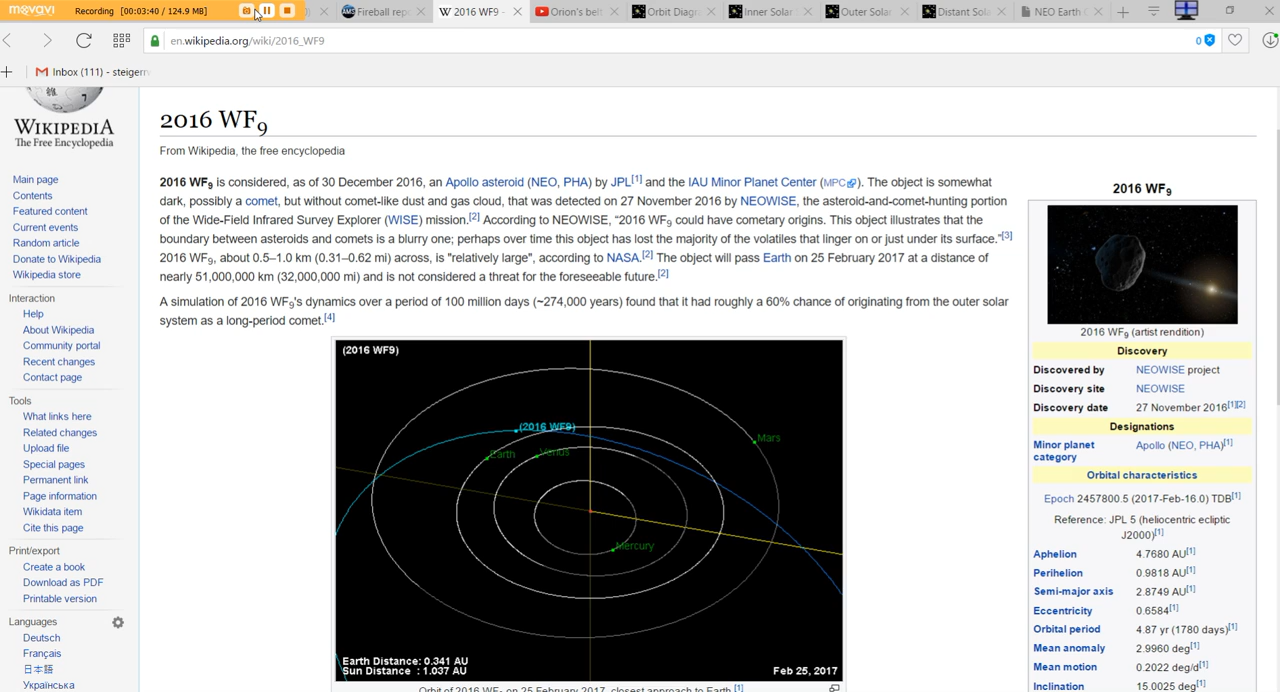 movavi Recording [00:03:40 / 124.9 MB]
Fireball rep
2016 WF9 -
Orion's belt
Orbit Diagr
Inner Solar
Outer Solar
Distant Sol
NEO Earth
en.wikipedia.org/wiki/2016_WF9
0
Inbox (111) - steigern
WIKIPEDIA
The Free Encyclopedia
Main page
Contents
Featured content
Current events
Random article
Donate to Wikipedia
Wikipedia store
Interaction
Help
About Wikipedia
Community portal
Recent changes
Contact page
Tools
What links here
Related changes
Upload file
Special pages
Permanent link
Page information
Wikidata item
Cite this page
Print/export
Create a book
Download as PDF
Printable version
Languages
Deutsch
Français
日本語
Українська
2016 WF9
From Wikipedia, the free encyclopedia
2016 WF9 is considered, as of 30 December 2016, an Apollo asteroid (NEO, PHA) by JPL[1] and the IAU Minor Planet Center (MPC). The object is somewhat
dark, possibly a comet, but without comet-like dust and gas cloud, that was detected on 27 November 2016 by NEOWISE, the asteroid-and-comet-hunting portion
of the Wide-Field Infrared Survey Explorer (WISE) mission.[2] According to NEOWISE, “2016 WF9 could have cometary origins. This object illustrates that the
boundary between asteroids and comets is a blurry one; perhaps over time this object has lost the majority of the volatiles that linger on or just under its surface.”[3]
2016 WF9, about 0.5–1.0 km (0.31–0.62 mi) across, is "relatively large", according to NASA.[2] The object will pass Earth on 25 February 2017 at a distance of
nearly 51,000,000 km (32,000,000 mi) and is not considered a threat for the foreseeable future.[2]
A simulation of 2016 WF9's dynamics over a period of 100 million days (~274,000 years) found that it had roughly a 60% chance of originating from the outer solar
system as a long-period comet.[4]
(2016 WF9)
(2016 WF9)
Mars
Earth
Venus
Mercury
Earth Distance: 0.341 AU
Sun Distance : 1.037 AU
Feb 25, 2017
Orbit of 2016 WF9 on 25 February 2017, closest approach to Earth [1]
2016 WF9
2016 WF9 (artist rendition)
Discovery
Discovered by NEOWISE project
Discovery site NEOWISE
Discovery date 27 November 2016[1][2]
Designations
Minor planet category Apollo (NEO, PHA)[1]
Orbital characteristics
Epoch 2457800.5 (2017-Feb-16.0) TDB[1]
Reference: JPL 5 (heliocentric ecliptic
J2000)[1]
Aphelion 4.7680 AU[1]
Perihelion 0.9818 AU[1]
Semi-major axis 2.8749 AU[1]
Eccentricity 0.6584[1]
Orbital period 4.87 yr (1780 days)[1]
Mean anomaly 2.9960 deg[1]
Mean motion 0.2022 deg/d[1]
Inclination 15.0025 deg[1]